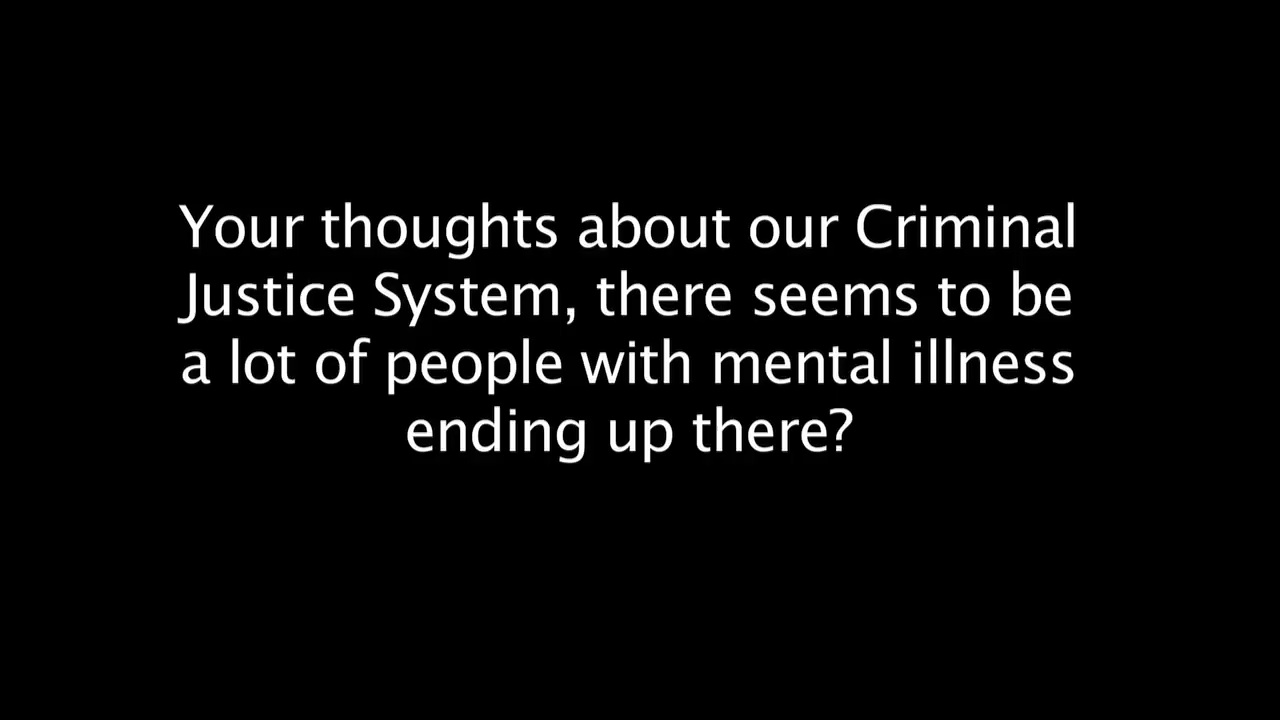 Your thoughts about our Criminal
Justice System, there seems to be
a lot of people with mental illness
ending up there?